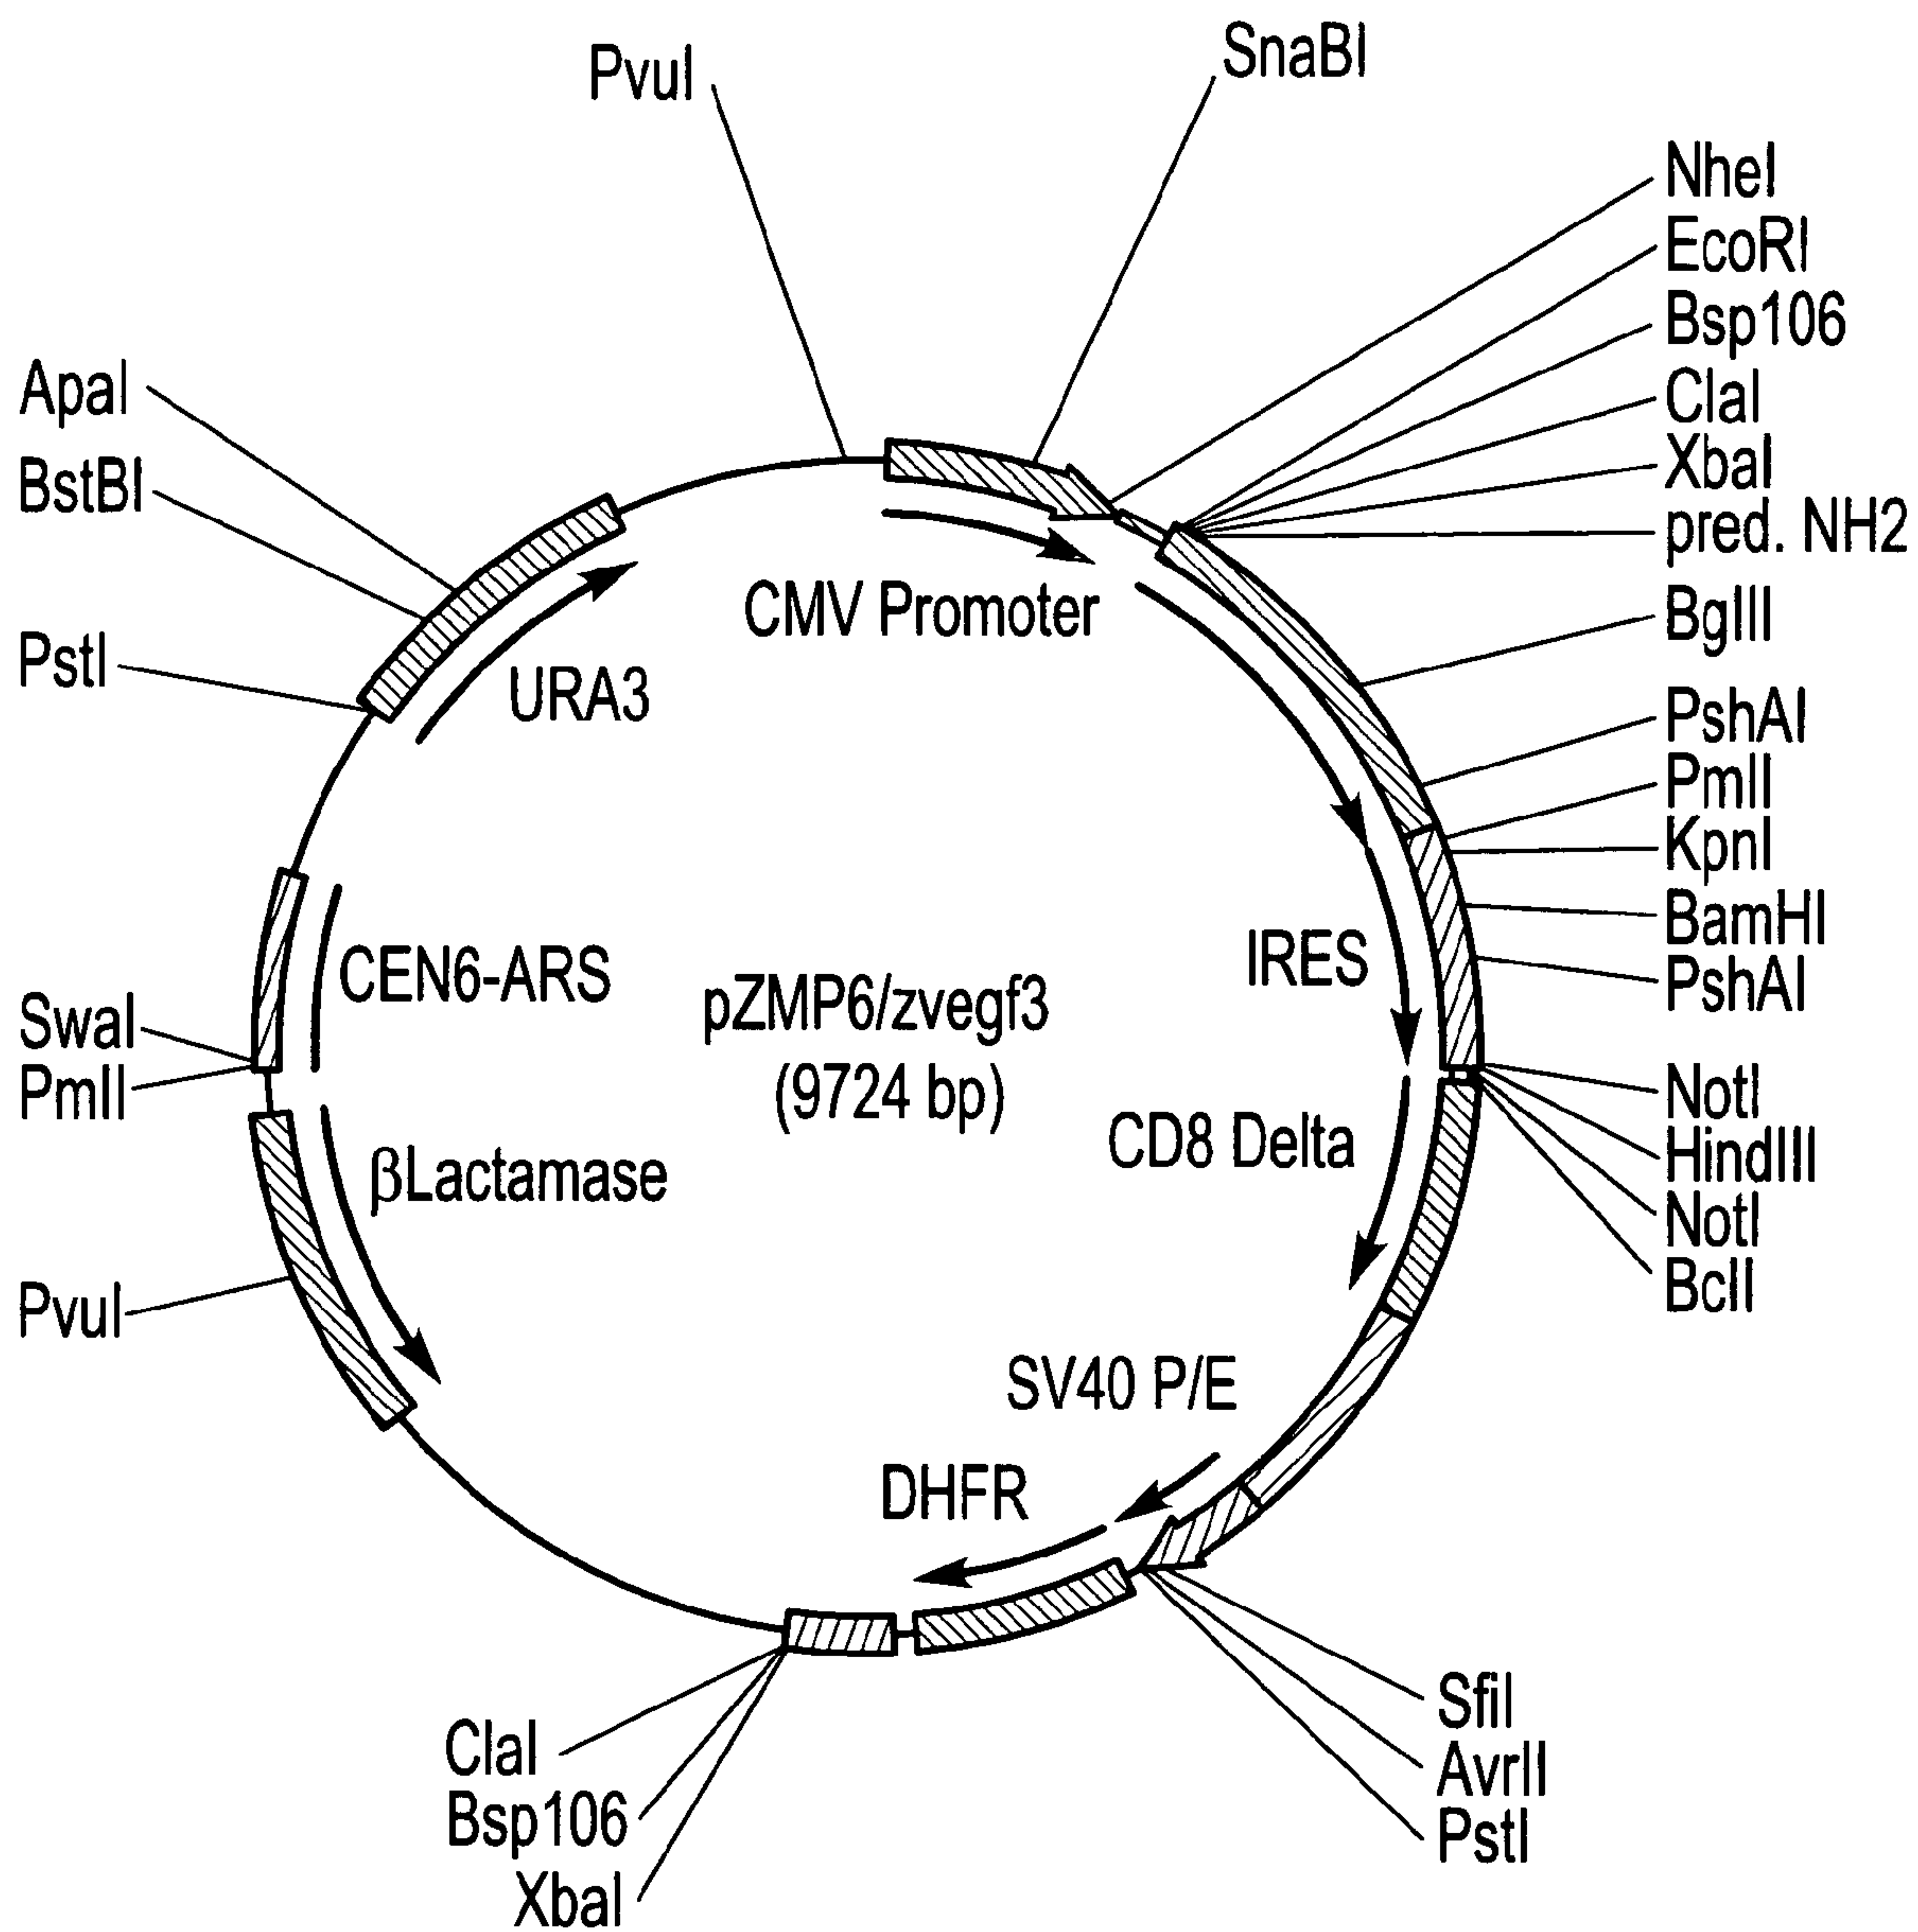 PvuI
SnaBI
NheI
EcoRI
Bsp106
ClaI
XbaI
pred. NH2
BglII
PshAI
PmlI
KpnI
BamHI
PshAI
NotI
HindIII
NotI
BclI
SfiI
AvrII
PstI
ClaI
Bsp106
XbaI
PvuI
PmlI
SwaI
PstI
BstBI
ApaI
CMV Promoter
URA3
CEN6-ARS
βLactamase
pZMP6/zvegf3
(9724 bp)
IRES
CD8 Delta
SV40 P/E
DHFR